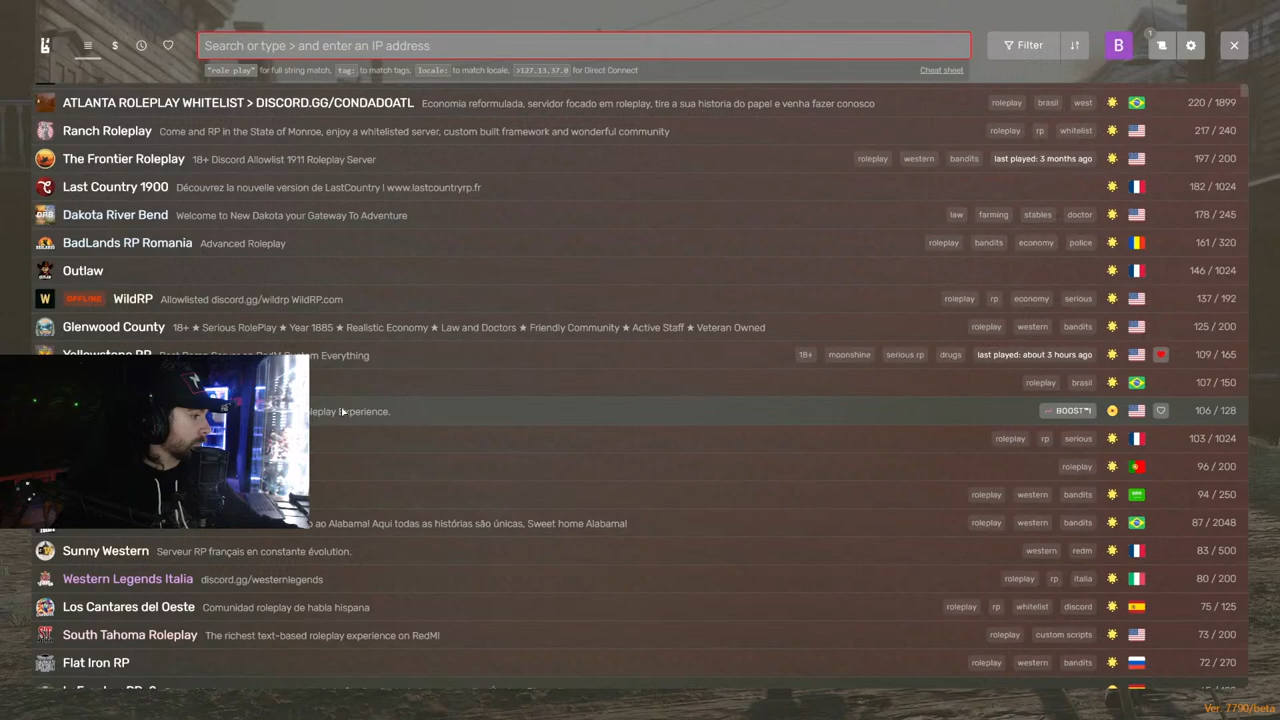 $
Search or type > and enter an IP address
Filter
B
1
"role play" for full string match, tag: to match tags, locale: to match locale, >127.13.37.0 for Direct Connect
Cheat sheet
ATLANTA ROLEPLAY WHITELIST > DISCORD.GG/CONDADOATL Economia reformulada, servidor focado em roleplay, tire a sua historia do papel e venha fazer conosco roleplay brasil west 220 / 1899
Ranch Roleplay Come and RP in the State of Monroe, enjoy a whitelisted server, custom built framework and wonderful community roleplay rp whitelist 217 / 240
The Frontier Roleplay 18+ Discord Allowlist 1911 Roleplay Server roleplay western bandits last played: 3 months ago 197 / 200
Last Country 1900 Découvrez la nouvelle version de LastCountry | www.lastcountryrp.fr 182 / 1024
Dakota River Bend Welcome to New Dakota your Gateway To Adventure law farming stables doctor 178 / 245
BadLands RP Romania Advanced Roleplay roleplay bandits economy police 161 / 320
Outlaw 146 / 1024
W OFFLINE WildRP Allowlisted discord.gg/wildrp WildRP.com roleplay rp economy serious 137 / 192
Glenwood County 18+ ★ Serious RolePlay ★ Year 1885 ★ Realistic Economy ★ Law and Doctors ★ Friendly Community ★ Active Staff ★ Veteran Owned roleplay western bandits 125 / 200
Yellowstone RP Custom Everything 18+ moonshine serious rp drugs last played: about 3 hours ago 109 / 165
roleplay brasil 107 / 150
Experience. BOOST™! 106 / 128
roleplay rp serious 103 / 1024
roleplay 96 / 200
roleplay western bandits 94 / 250
ao Alabama! Aqui todas as histórias são únicas, Sweet home Alabama! roleplay western bandits 87 / 2048
Sunny Western Serveur RP français en constante évolution. western redm 83 / 500
Western Legends Italia discord.gg/westernlegends roleplay rp italia 80 / 200
Los Cantares del Oeste Comunidad roleplay de habla hispana roleplay rp whitelist discord 75 / 125
South Tahoma Roleplay The richest text-based roleplay experience on RedM! roleplay custom scripts 73 / 200
Flat Iron RP roleplay western bandits 72 / 270
Ver. 7790/beta